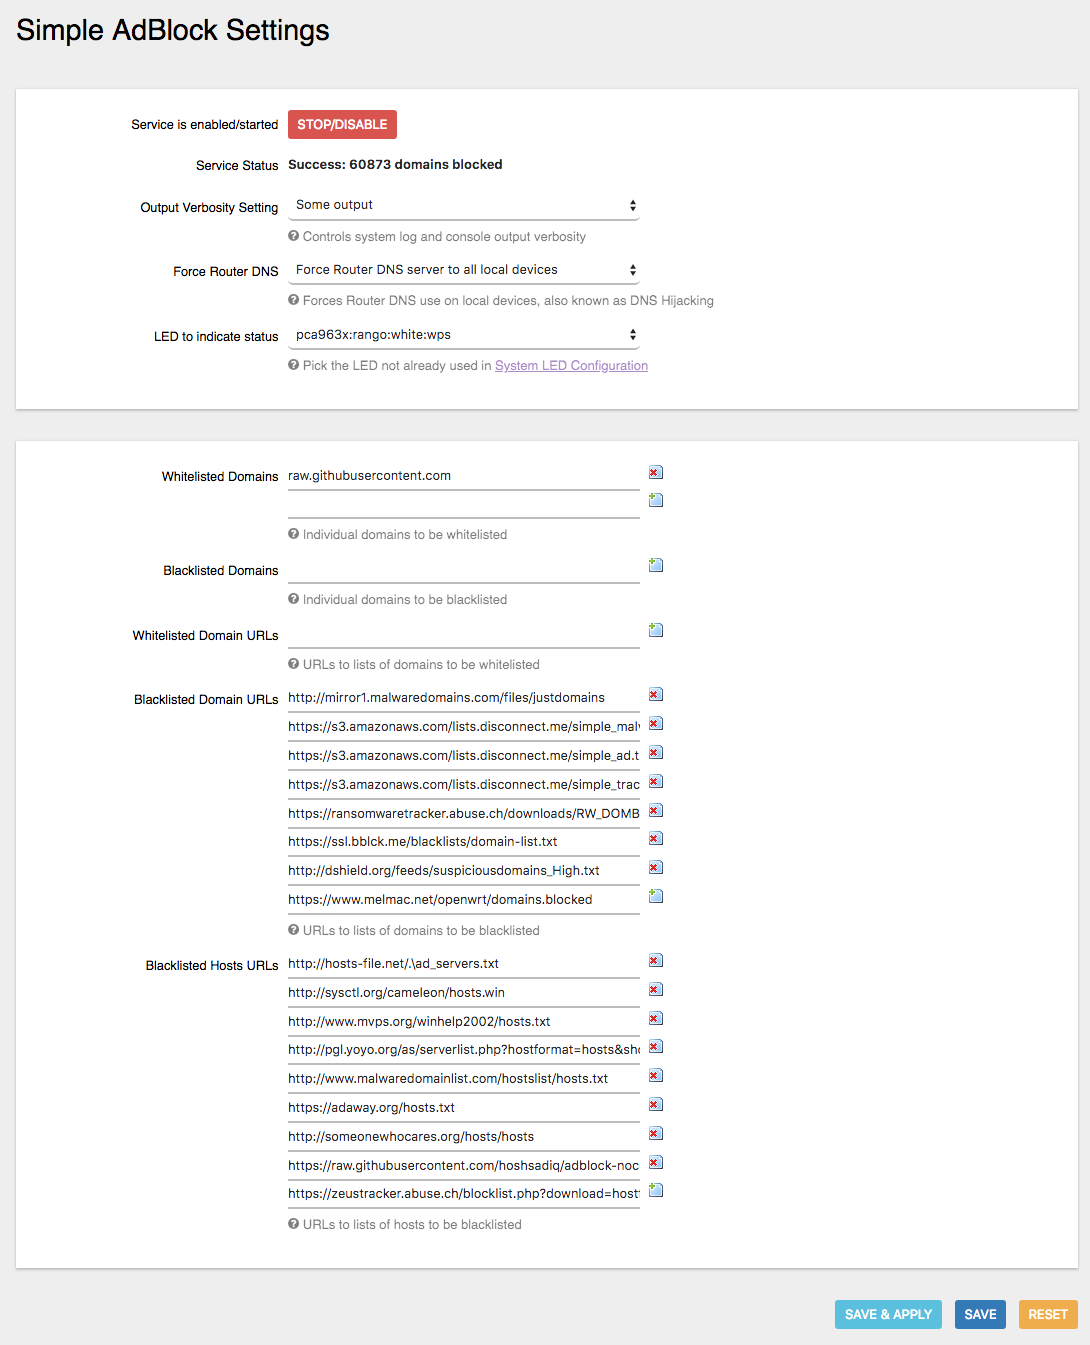 Simple AdBlock Settings
Service is enabled/started STOP/DISABLE
Service Status Success: 60873 domains blocked
Output Verbosity Setting Some output
Controls system log and console output verbosity
Force Router DNS Force Router DNS server to all local devices
Forces Router DNS use on local devices, also known as DNS Hijacking
LED to indicate status pca963x:rango:white:wps
Pick the LED not already used in System LED Configuration
Whitelisted Domains raw.githubusercontent.com
Individual domains to be whitelisted
Blacklisted Domains
Individual domains to be blacklisted
Whitelisted Domain URLs
URLs to lists of domains to be whitelisted
Blacklisted Domain URLs http://mirror1.malwaredomains.com/files/justdomains
https://s3.amazonaws.com/lists.disconnect.me/simple_mal
https://s3.amazonaws.com/lists.disconnect.me/simple_ad.t
https://s3.amazonaws.com/lists.disconnect.me/simple_trac
https://ransomwaretracker.abuse.ch/downloads/RW_DOMB
https://ssl.bblck.me/blacklists/domain-list.txt
http://dshield.org/feeds/suspiciousdomains_High.txt
https://www.melmac.net/openwrt/domains.blocked
URLs to lists of domains to be blacklisted
Blacklisted Hosts URLs http://hosts-file.net/.\ad_servers.txt
http://sysctl.org/cameleon/hosts.win
http://www.mvps.org/winhelp2002/hosts.txt
http://pgl.yoyo.org/as/serverlist.php?hostformat=hosts&sho
http://www.malwaredomainlist.com/hostslist/hosts.txt
https://adaway.org/hosts.txt
http://someonewhocares.org/hosts/hosts
https://raw.githubusercontent.com/hoshsadiq/adblock-noc
https://zeustracker.abuse.ch/blocklist.php?download=host
URLs to lists of hosts to be blacklisted
SAVE & APPLY SAVE RESET